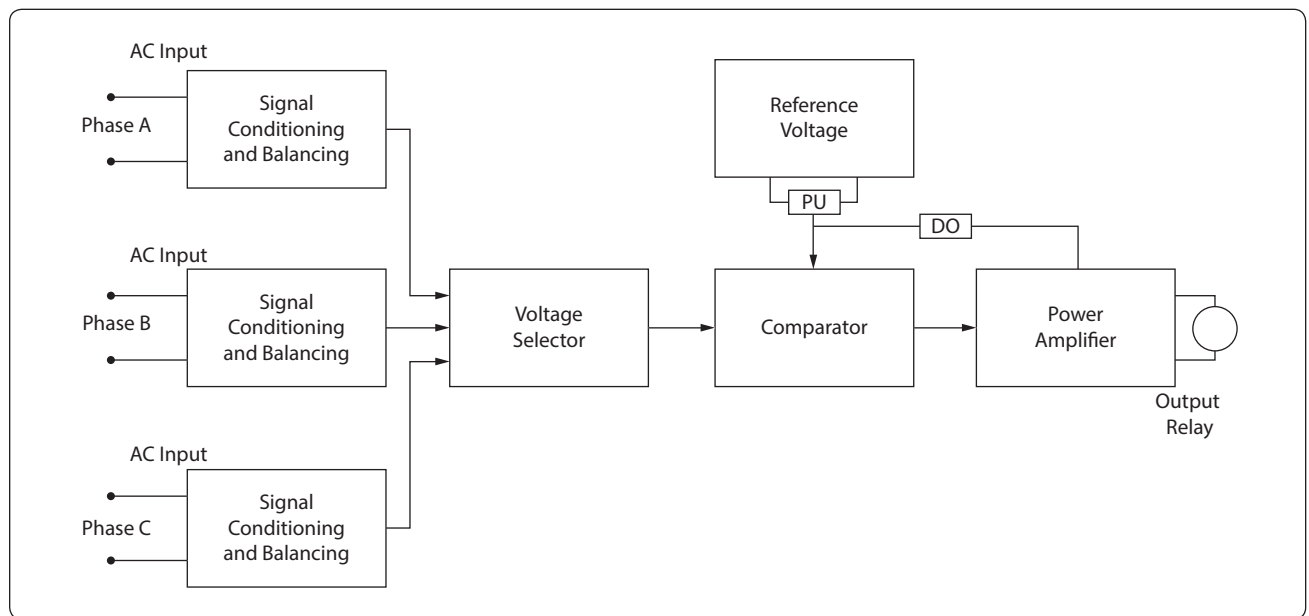 AC Input
Phase A
Signal
Conditioning
and Balancing
AC Input
Phase B
Signal
Conditioning
and Balancing
AC Input
Phase C
Signal
Conditioning
and Balancing
Voltage
Selector
Reference
Voltage
PU
DO
Comparator
Power
Amplifier
Output
Relay